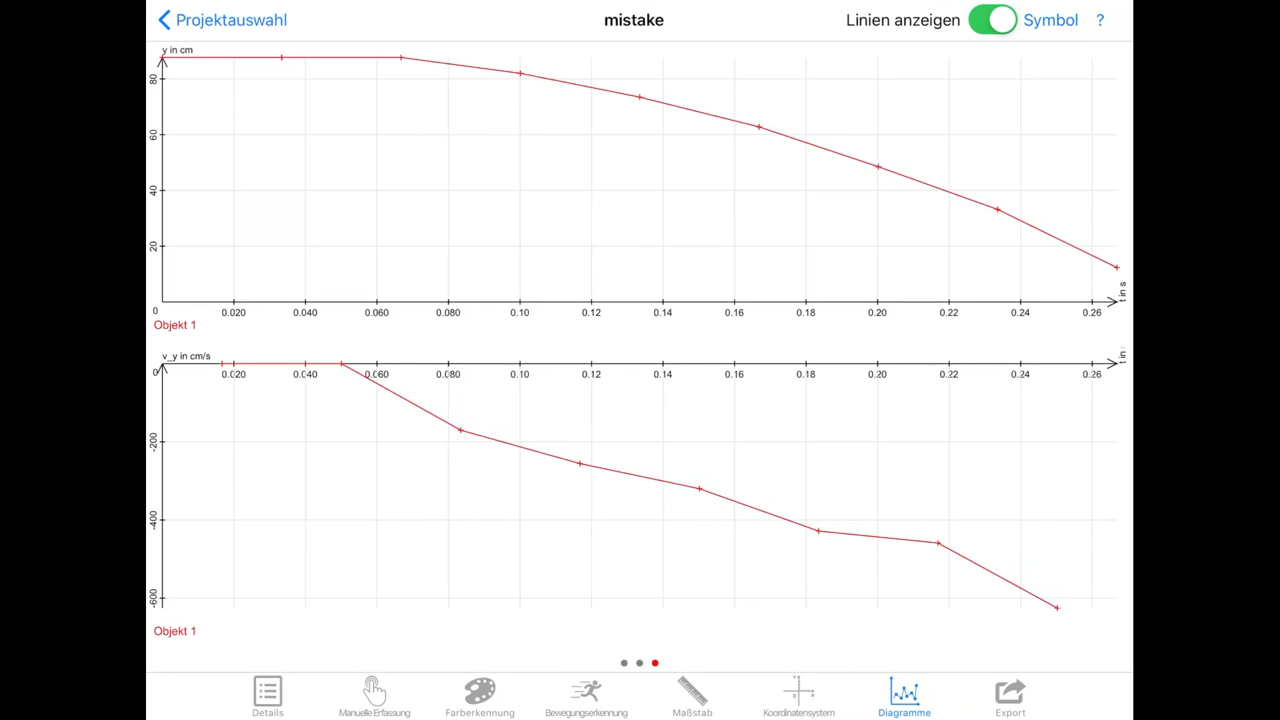 Projektauswahl mistake Linien anzeigen Symbol ?
y in cm
80
60
40
20
0
0.020 0.040 0.060 0.080 0.10 0.12 0.14 0.16 0.18 0.20 0.22 0.24 0.26
t in s
Objekt 1
v_y in cm/s
0
0.020 0.040 0.060 0.080 0.10 0.12 0.14 0.16 0.18 0.20 0.22 0.24 0.26
t in
-200
-400
-600
Objekt 1
Details Manuelle Erfassung Farberkennung Bewegungserkennung Maßstab Koordinatensystem Diagramme Export